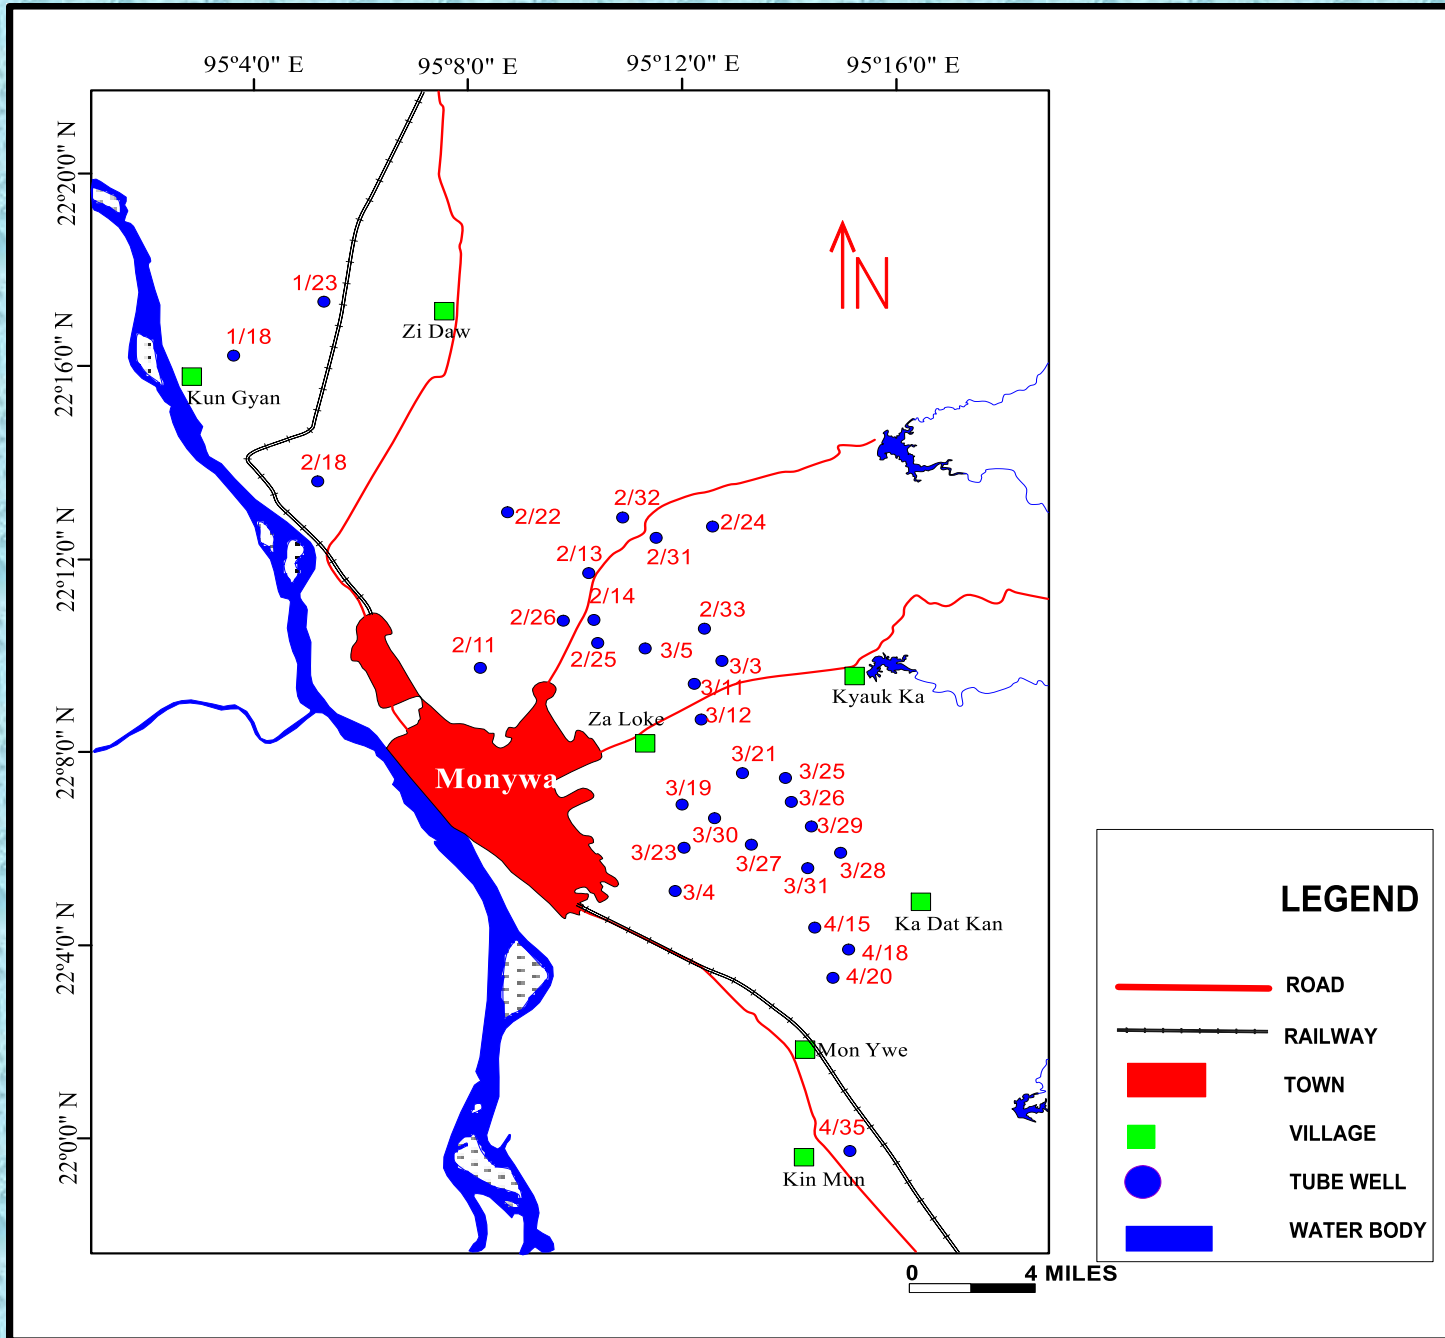 95º4'0" E
95º8'0" E
95º12'0" E
95º16'0" E
22º20'0" N
22º16'0" N
22º12'0" N
22º8'0" N
22º4'0" N
22º0'0" N
N
1/23
Zi Daw
1/18
Kun Gyan
2/18
2/22
2/32
2/24
2/31
2/13
2/14
2/26
2/33
2/11
2/25
3/5
3/3
3/11
Kyauk Ka
Za Loke
3/12
Monywa
3/21
3/25
3/19
3/26
3/30
3/29
3/23
3/27
3/28
3/31
3/4
4/15
Ka Dat Kan
4/18
4/20
Mon Ywe
4/35
Kin Mun
0 4 MILES
LEGEND
ROAD
RAILWAY
TOWN
VILLAGE
TUBE WELL
WATER BODY